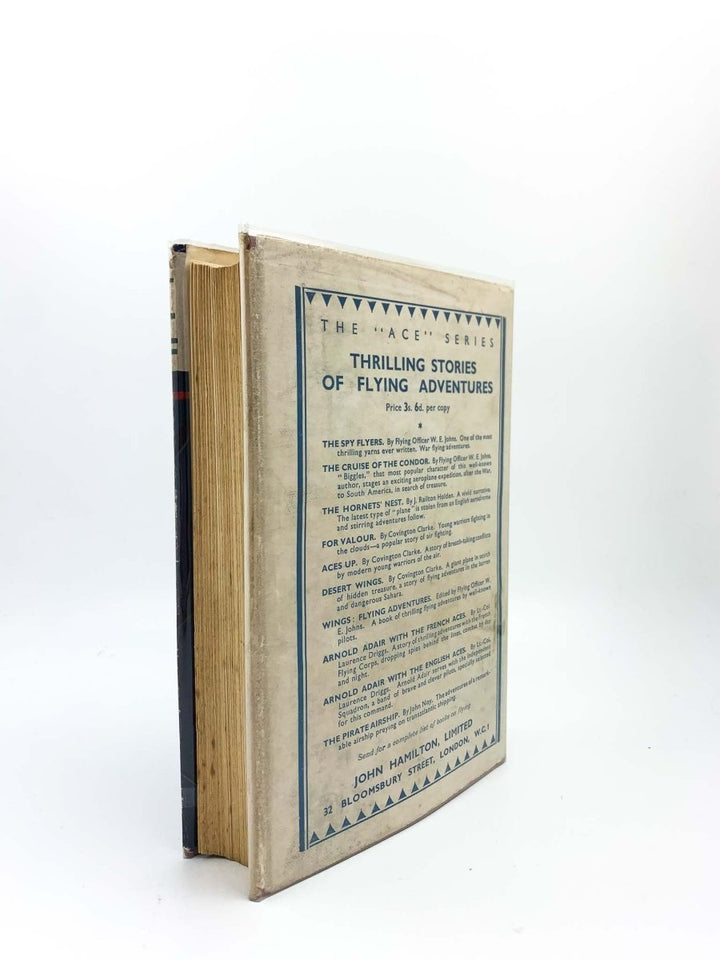 THE "ACE" SERIES
THRILLING STORIES
OF FLYING ADVENTURES
Price 3s. 6d. per copy
*
THE SPY FLYERS. By Flying Officer W. E. Johns. One of the most
thrilling yarns ever written. War flying adventures.
THE CRUISE OF THE CONDOR. By Flying Officer W. E. Johns.
"Biggles," that most popular character of this well-known
author, stages an exciting aeroplane expedition, after the War,
to South America, in search of treasure.
THE HORNETS' NEST. By J. Railton Holden. A vivid narrative.
The latest type of "plane" is stolen from an English aerodrome
and stirring adventures follow.
FOR VALOUR. By Covington Clarke. Young warriors fighting in
the clouds—a popular story of air fighting.
ACES UP. By Covington Clarke. A story of breath-taking conflicts
by modern young warriors of the air.
DESERT WINGS. By Covington Clarke. A giant plane in search
of hidden treasure, a story of flying adventures in the barren
and dangerous Sahara.
WINGS: FLYING ADVENTURES. Edited by Flying Officer W.
E. Johns. A book of thrilling flying adventures by well-known
pilots.
ARNOLD ADAIR WITH THE FRENCH ACES. By Lt.-Col.
Laurence Driggs. A story of thrilling adventures with the French
Flying Corps, dropping spies behind the lines, combat by day
and night.
ARNOLD ADAIR WITH THE ENGLISH ACES. By Lt.-Col.
Laurence Driggs. Arnold Adair serves with the Independent
Squadron, a band of brave and clever pilots, specially selected
for this command.
THE PIRATE AIRSHIP. By John Noy. The adventures of a remark-
able airship preying on transatlantic shipping.
Send for a complete list of books on flying.
JOHN HAMILTON, LIMITED
32 BLOOMSBURY STREET, LONDON, W.C.1